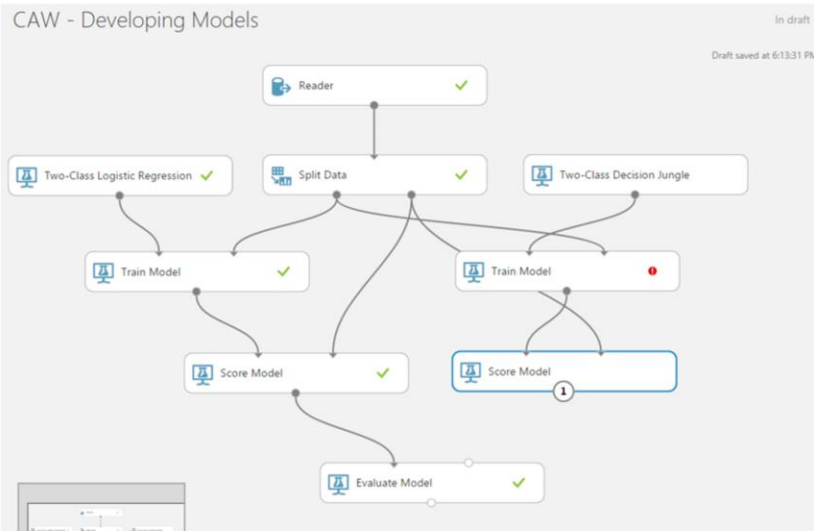 CAW - Developing Models
In draft
Draft saved at 6:13:31 PM
Reader
Two-Class Logistic Regression
Split Data
Two-Class Decision Jungle
Train Model
Train Model
Score Model
Score Model
1
Evaluate Model